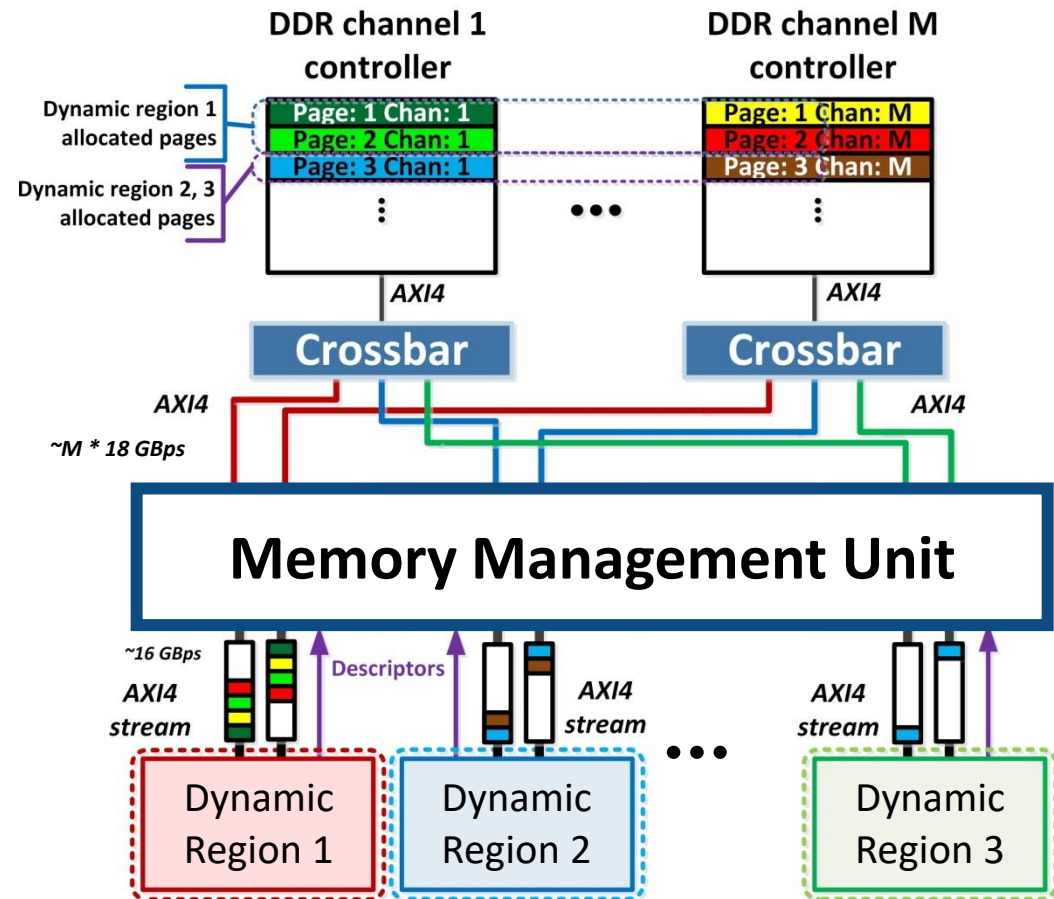 DDR channel 1
controller
DDR channel M
controller
Dynamic region 1
allocated pages
Dynamic region 2, 3
allocated pages
Page: 1 Chan: 1
Page: 2 Chan: 1
Page: 3 Chan: 1
Page: 1 Chan: M
Page: 2 Chan: M
Page: 3 Chan: M
AXI4
AXI4
Crossbar
Crossbar
AXI4
AXI4
~M * 18 GBps
Memory Management Unit
~16 GBps
AXI4
stream
Descriptors
AXI4
stream
AXI4
stream
Dynamic
Region 1
Dynamic
Region 2
Dynamic
Region 3